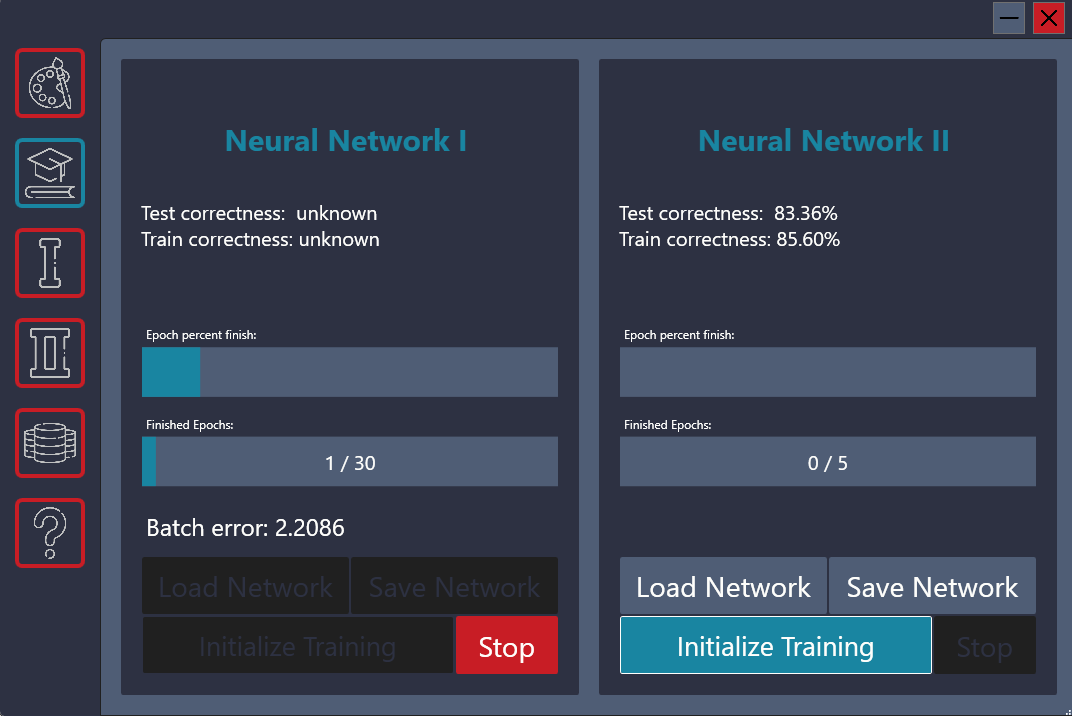 Neural Network I
Test correctness: unknown
Train correctness: unknown
Epoch percent finish:
Finished Epochs:
1 / 30
Batch error: 2.2086
Load Network
Save Network
Initialize Training
Stop
Neural Network II
Test correctness: 83.36%
Train correctness: 85.60%
Epoch percent finish:
Finished Epochs:
0 / 5
Load Network
Save Network
Initialize Training
Stop